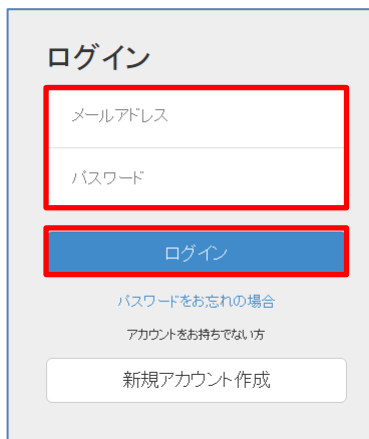 ログイン
メールアドレス
パスワード
ログイン
パスワードをお忘れの場合
アカウントをお持ちでない方
新規アカウント作成